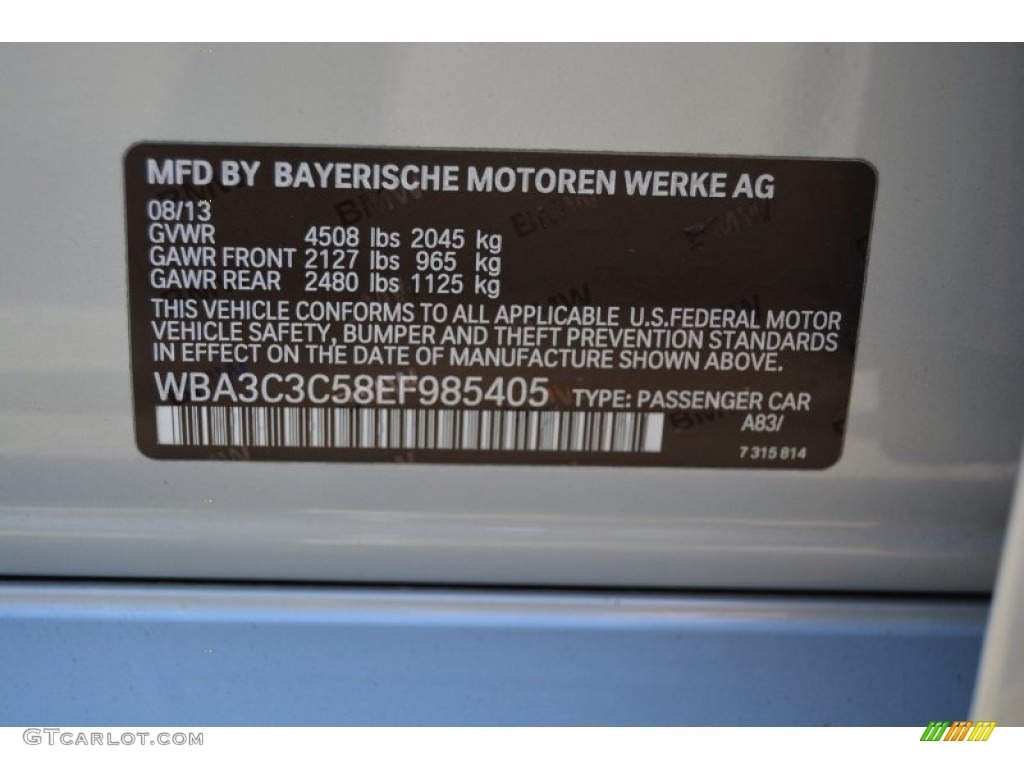 MFD BY BAYERISCHE MOTOREN WERKE AG
08/13
GVWR 4508 lbs 2045 kg
GAWR FRONT 2127 lbs 965 kg
GAWR REAR 2480 lbs 1125 kg
THIS VEHICLE CONFORMS TO ALL APPLICABLE U.S.FEDERAL MOTOR
VEHICLE SAFETY, BUMPER AND THEFT PREVENTION STANDARDS
IN EFFECT ON THE DATE OF MANUFACTURE SHOWN ABOVE.
WBA3C3C58EF985405 TYPE: PASSENGER CAR
A83/
7 315 814
GTCarLot.com